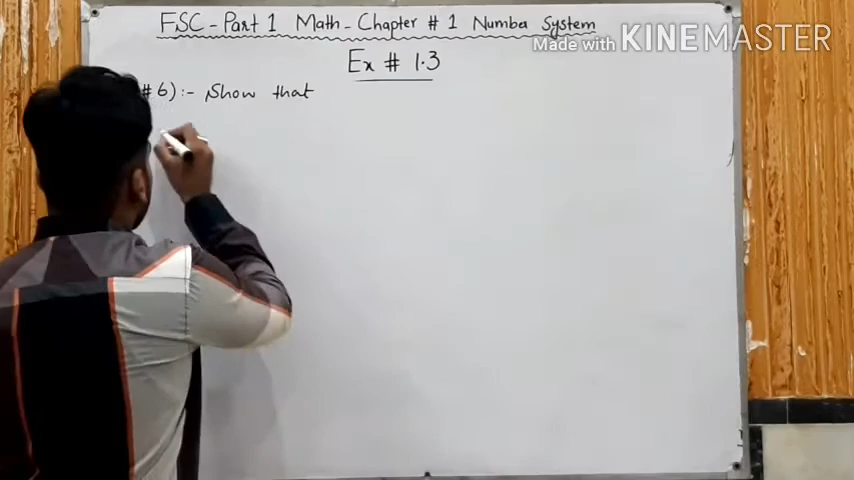 FSC-Part 1 Math-Chapter # 1 Numba System
Made with KINEMASTER
Ex # 1.3
#6):- Show that